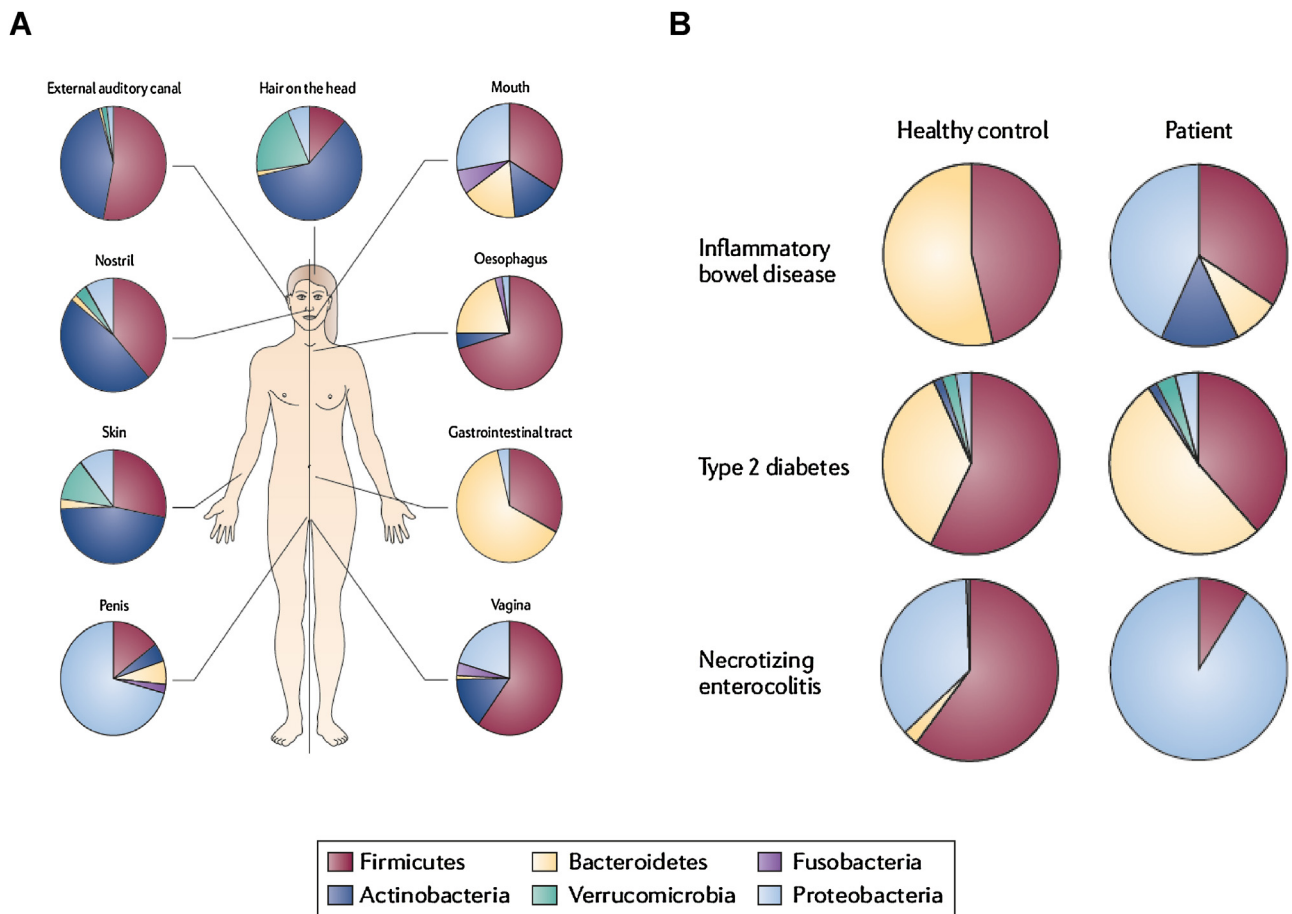 A
B
External auditory canal
Hair on the head
Mouth
Nostril
Oesophagus
Skin
Gastrointestinal tract
Penis
Vagina
Healthy control
Patient
Inflammatory
bowel disease
Type 2 diabetes
Necrotizing
enterocolitis
Firmicutes
Bacteroidetes
Fusobacteria
Actinobacteria
Verrucomicrobia
Proteobacteria